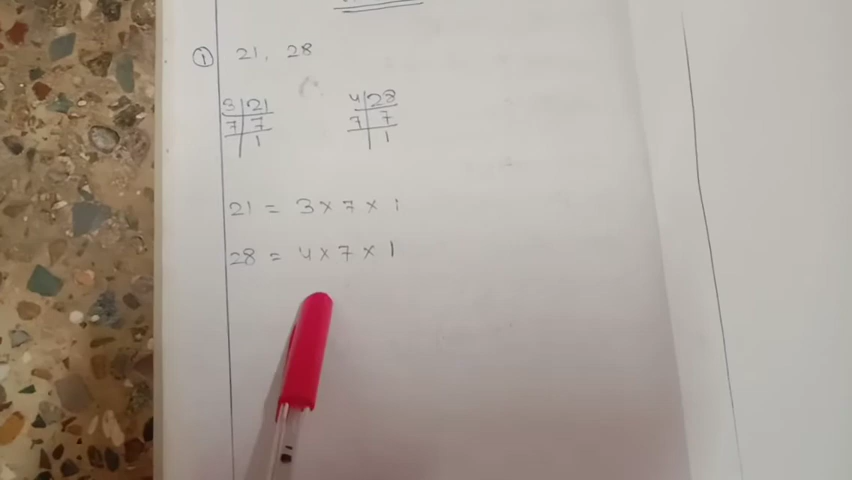 ① 21, 28
3 21 4 28
7 7 7 7
1 1
21 = 3 × 7 × 1
28 = 4 × 7 × 1